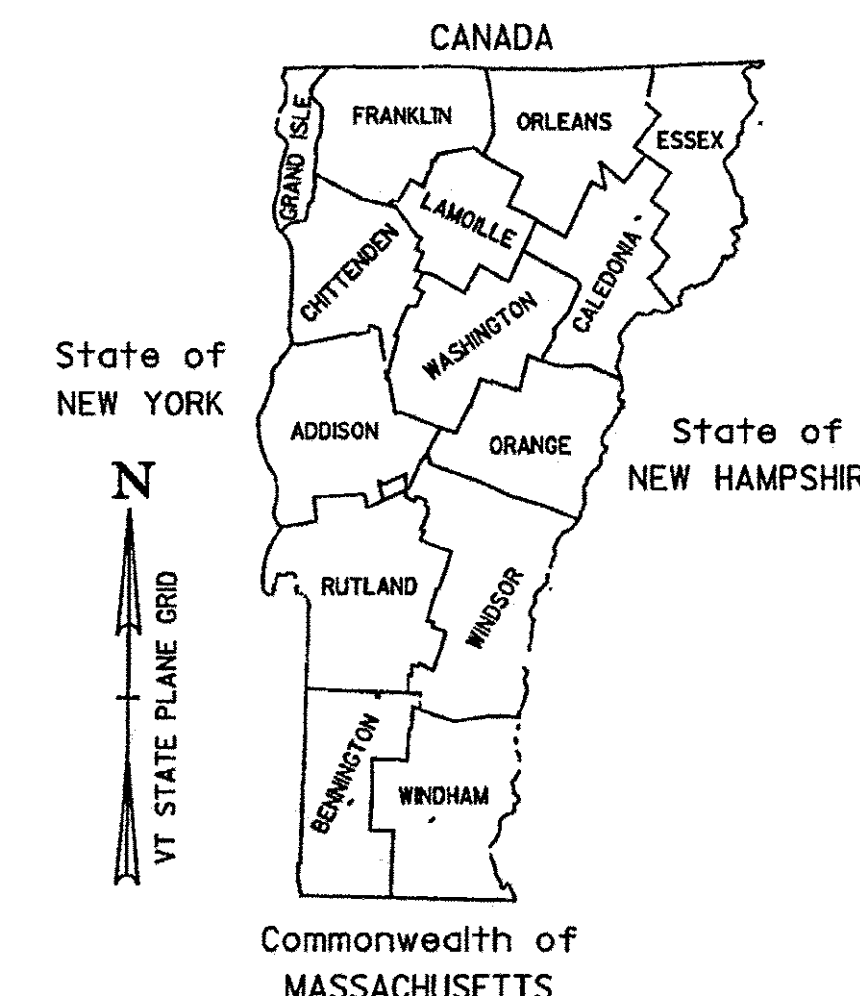 CANADA
GRAND ISLE
FRANKLIN
ORLEANS
ESSEX
LAMOILLE
CHITTENDEN
CALEDONIA
WASHINGTON
State of
NEW YORK
ADDISON
ORANGE
State of
NEW HAMPSHIR
N
VT STATE PLANE GRID
RUTLAND
WINDSOR
BENNINGTON
WINDHAM
Commonwealth of
MASSACHUSETTS